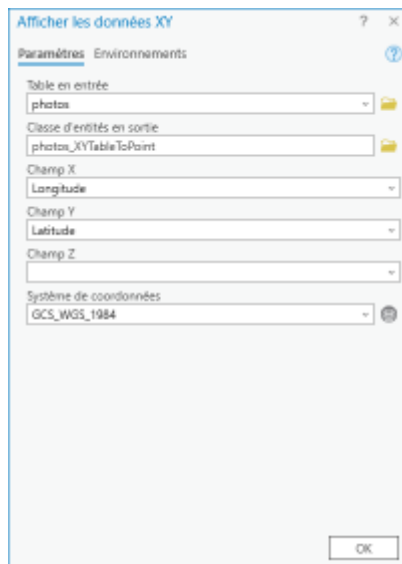 Afficher les données XY ? ×
Paramètres Environnements ?
Table en entrée
photos
Classe d'entités en sortie
photos_XYTableToPoint
Champ X
Longitude
Champ Y
Latitude
Champ Z
Système de coordonnées
GCS_WGS_1984
OK